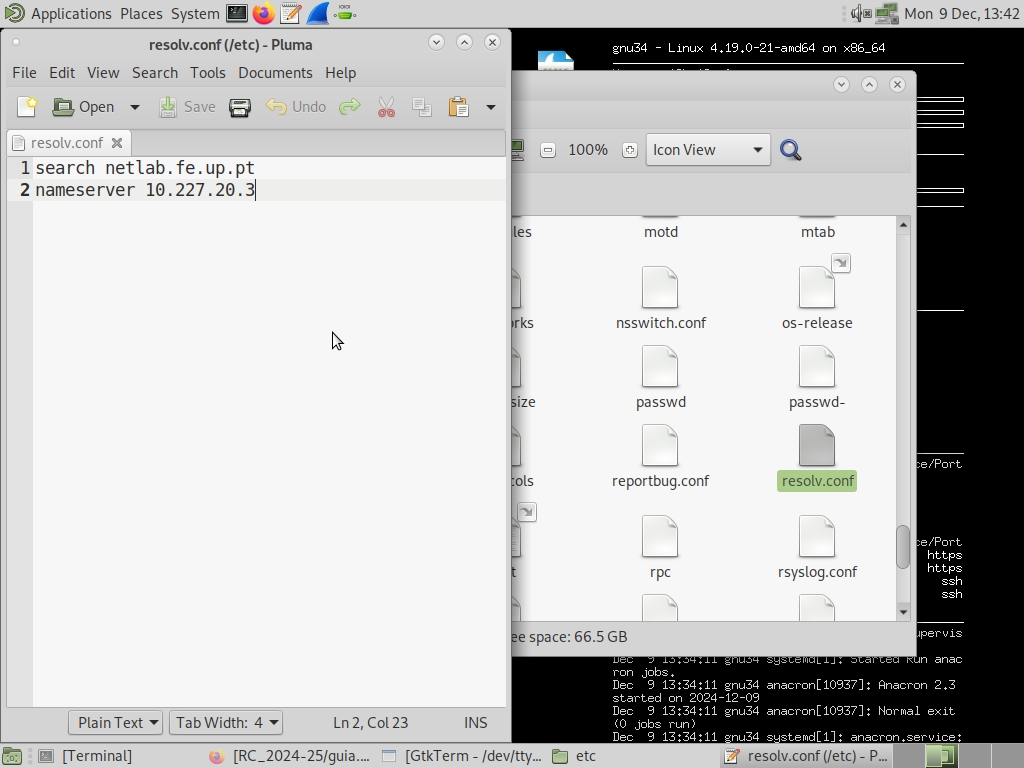 Applications Places System Mon 9 Dec, 13:42
resolv.conf (/etc) - Pluma
File Edit View Search Tools Documents Help
Open Save Undo
resolv.conf
1 search netlab.fe.up.pt
2 nameserver 10.227.20.3
Plain Text Tab Width: 4 Ln 2, Col 23 INS
gnu34 - Linux 4.19.0-21-amd64 on x86_64
100% Icon View
les motd mtab
rks nsswitch.conf os-release
size passwd passwd-
cols reportbug.conf resolv.conf
t rpc rsyslog.conf
ee space: 66.5 GB
ce/Port
ce/Port
https
https
ssh
ssh
upervis
Dec 9 13:34:11 gnu34 systemd[1]: Started Run anac
ron jobs.
Dec 9 13:34:11 gnu34 anacron[10937]: Anacron 2.3
started on 2024-12-09
Dec 9 13:34:11 gnu34 anacron[10937]: Normal exit
(0 jobs run)
Dec 9 13:34:11 gnu34 systemd[1]: anacron.service:
[Terminal] [RC_2024-25/guia.... [GtkTerm - /dev/tty... etc resolv.conf (/etc) - P...